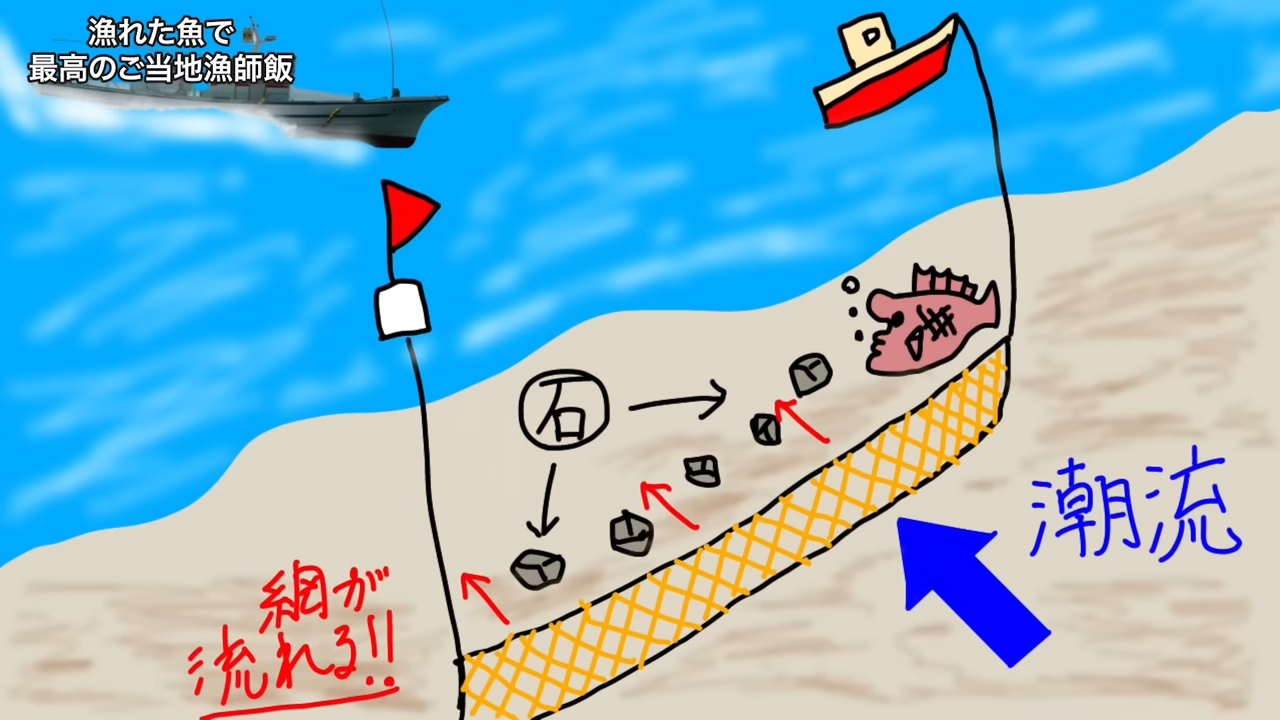 漁れた魚で
最高のご当地漁師飯
石
潮流
網が
流れる!!